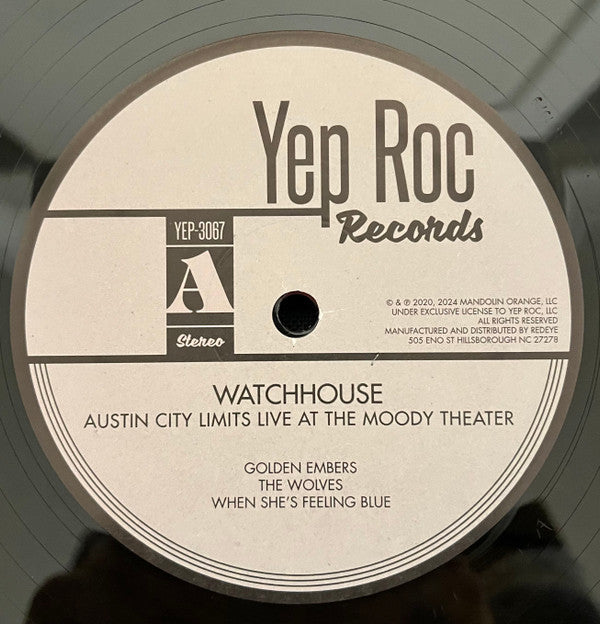 Yep Roc
Records
YEP-3067
A
Stereo
© & ℗ 2020, 2024 MANDOLIN ORANGE, LLC
UNDER EXCLUSIVE LICENSE TO YEP ROC, LLC
ALL RIGHTS RESERVED
MANUFACTURED AND DISTRIBUTED BY REDEYE
505 ENO ST HILLSBOROUGH NC 27278
WATCHHOUSE
AUSTIN CITY LIMITS LIVE AT THE MOODY THEATER
GOLDEN EMBERS
THE WOLVES
WHEN SHE'S FEELING BLUE